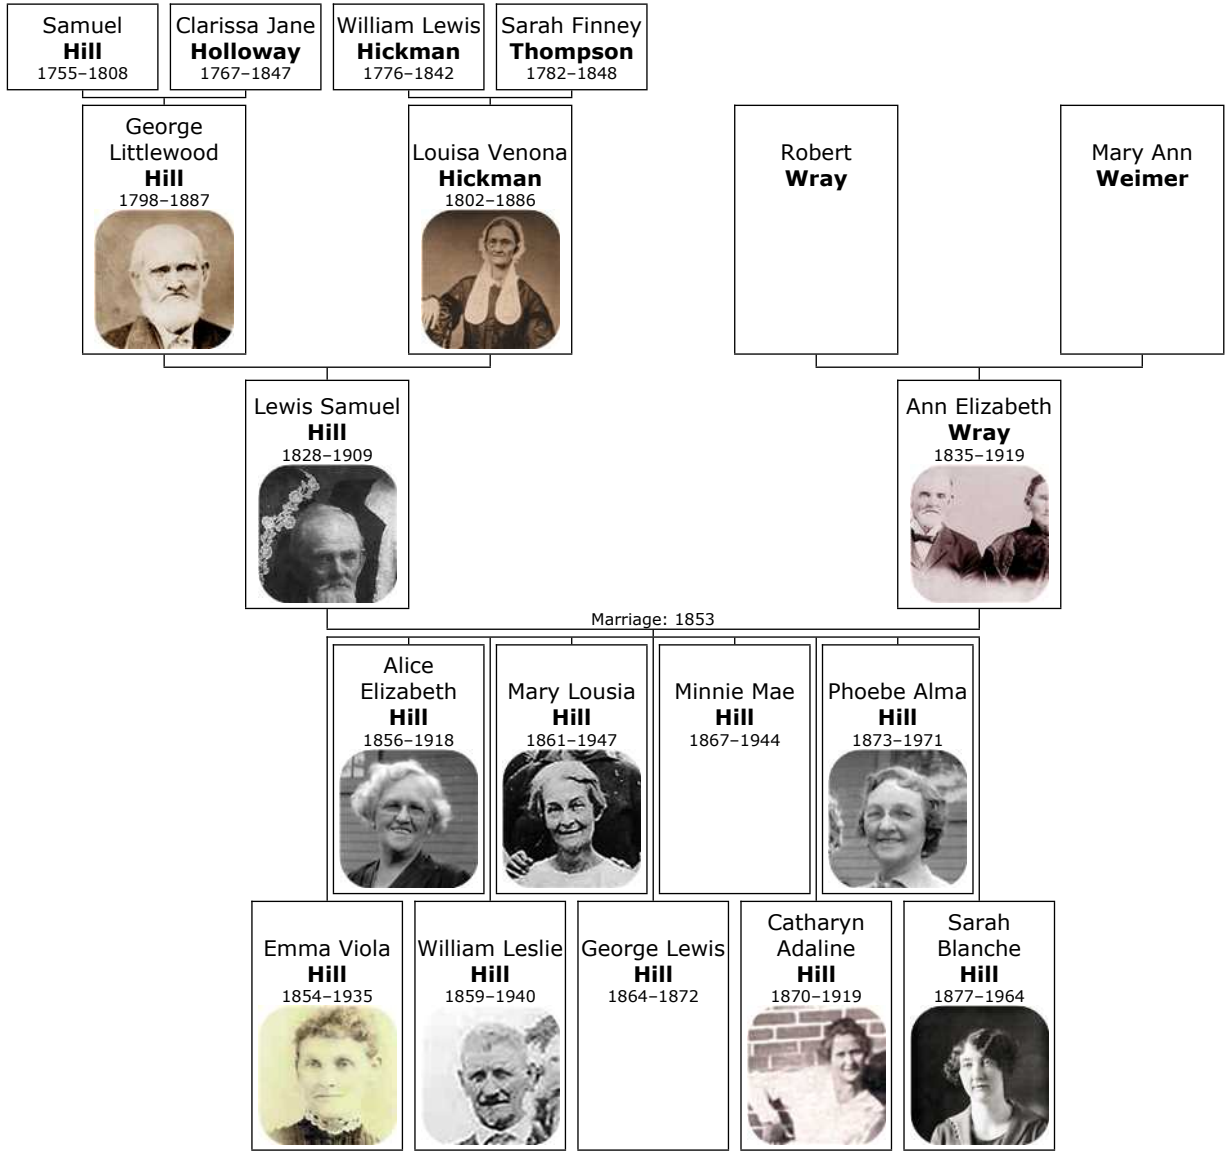 Samuel
Hill
1755–1808
Clarissa Jane
Holloway
1767–1847
William Lewis
Hickman
1776–1842
Sarah Finney
Thompson
1782–1848
George
Littlewood
Hill
1798–1887
Louisa Venona
Hickman
1802–1886
Robert
Wray
Mary Ann
Weimer
Lewis Samuel
Hill
1828–1909
Ann Elizabeth
Wray
1835–1919
Marriage: 1853
Alice
Elizabeth
Hill
1856–1918
Mary Lousia
Hill
1861–1947
Minnie Mae
Hill
1867–1944
Phoebe Alma
Hill
1873–1971
Emma Viola
Hill
1854–1935
William Leslie
Hill
1859–1940
George Lewis
Hill
1864–1872
Catharyn
Adaline
Hill
1870–1919
Sarah
Blanche
Hill
1877–1964